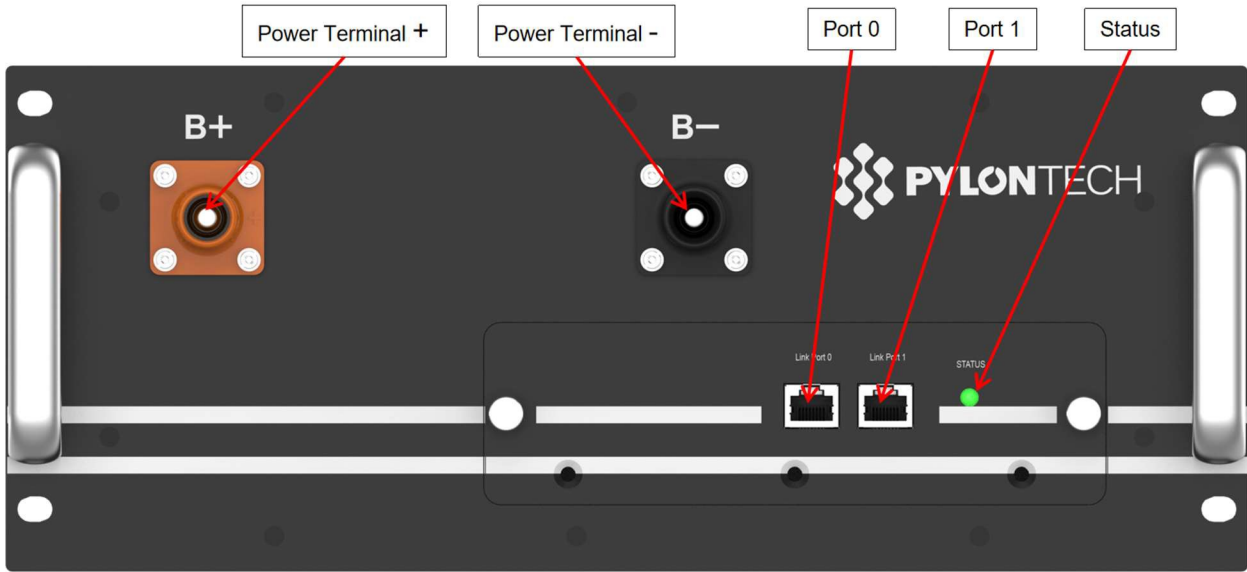 Power Terminal +
Power Terminal -
Port 0
Port 1
Status
B+
B−
PYLONTECH
Link Port 0
Link Port 1
STATUS